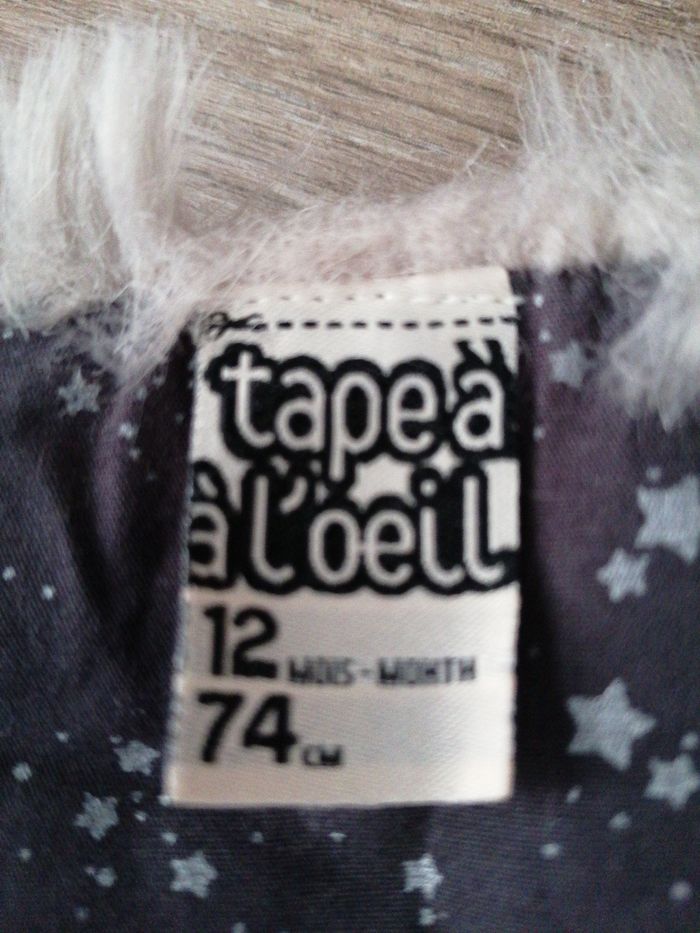 tape à
à l'oeil
12 MOIS-MONTH
74 CM